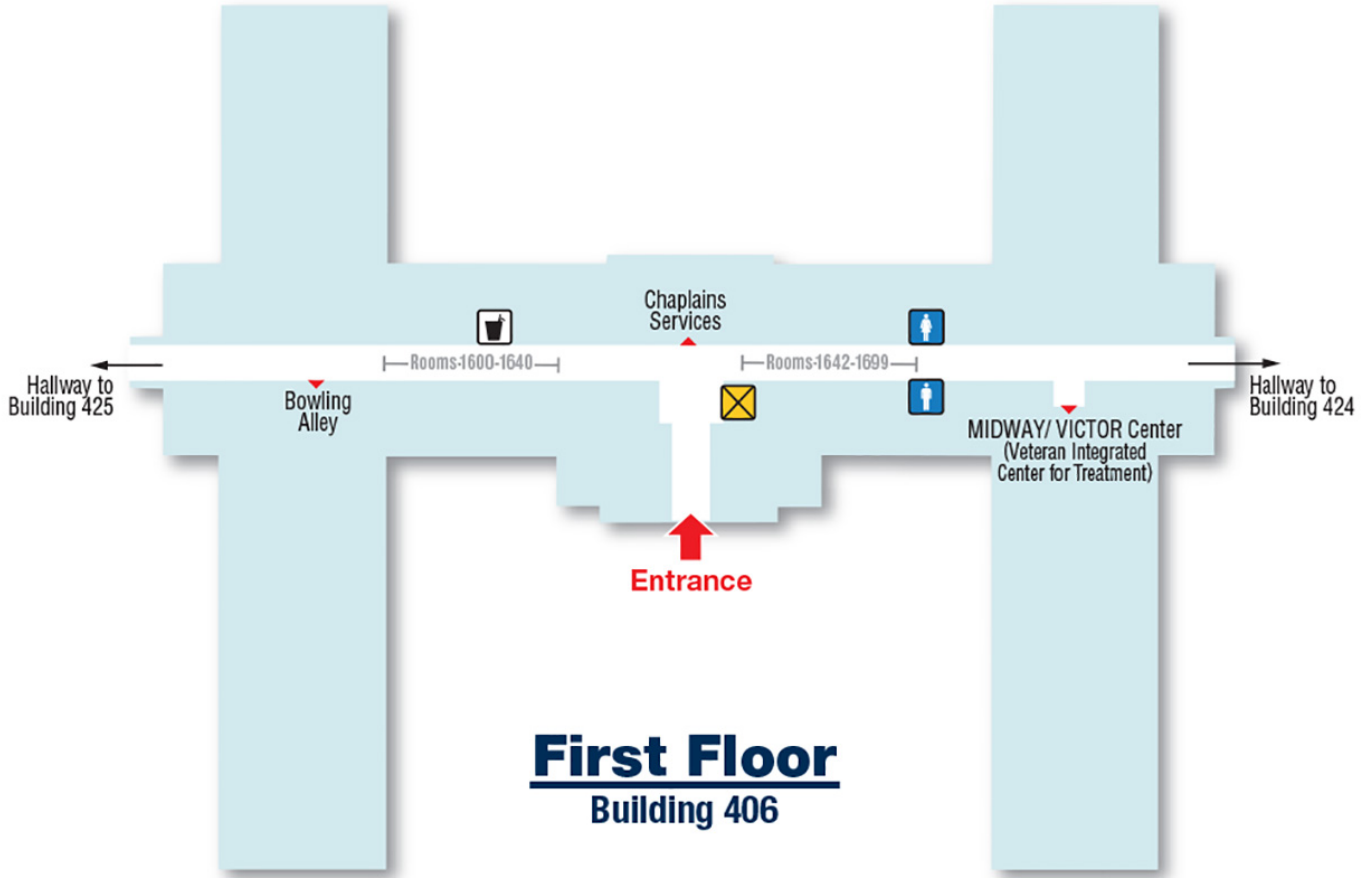 Chaplains
Services
Rooms:1600-1640
Rooms:1642-1699
Hallway to
Building 425
Bowling
Alley
Hallway to
Building 424
MIDWAY/ VICTOR Center
(Veteran Integrated
Center for Treatment)
Entrance
First Floor
Building 406